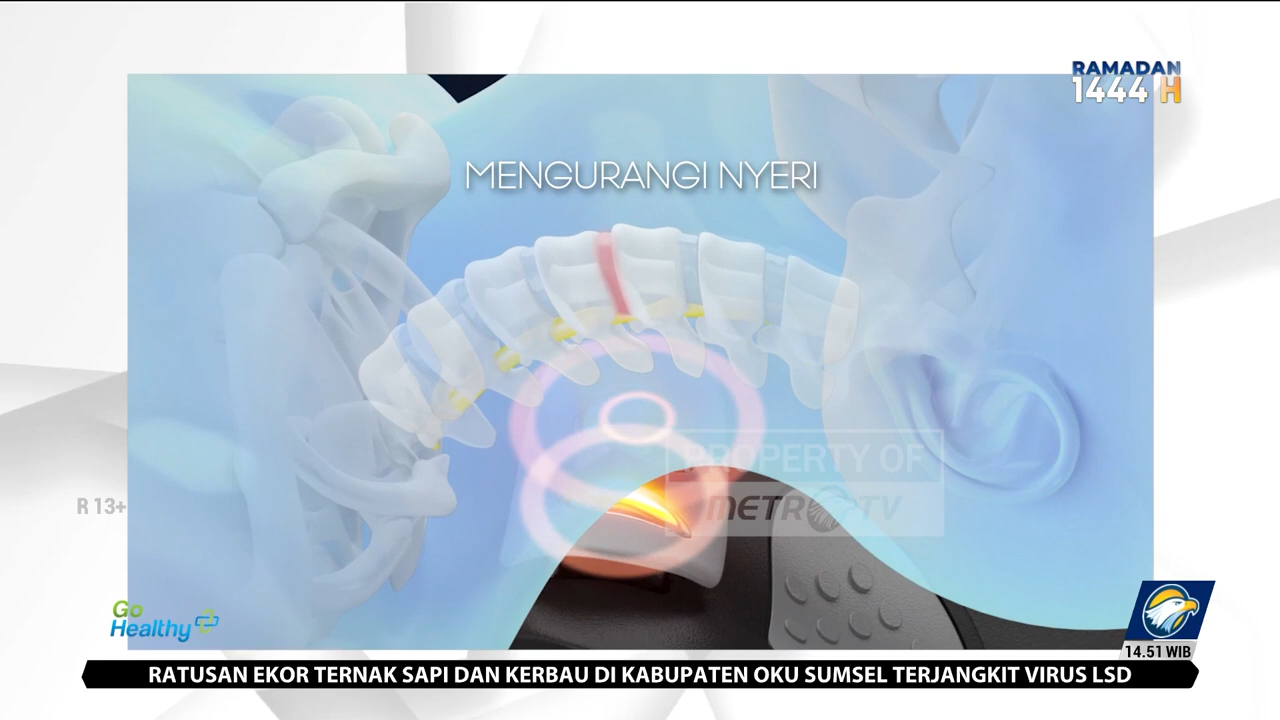 RAMADAN
1444 H
MENGURANGI NYERI
PROPERTY OF
METRO TV
R 13+
Go
Healthy
14.51 WIB
RATUSAN EKOR TERNAK SAPI DAN KERBAU DI KABUPATEN OKU SUMSEL TERJANGKIT VIRUS LSD